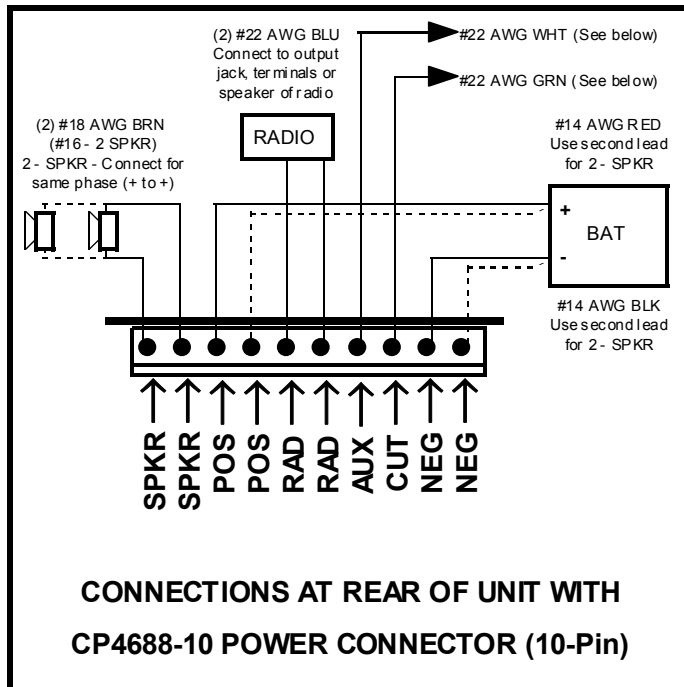 (2) #22 AWG BLU
Connect to output
jack, terminals or
speaker of radio
#22 AWG WHT (See below)
#22 AWG GRN (See below)
(2) #18 AWG BRN
(#16 - 2 SPKR)
2 - SPKR - Connect for
same phase (+ to +)
RADIO
#14 AWG RED
Use second lead
for 2 - SPKR
+
BAT
-
#14 AWG BLK
Use second lead
for 2 - SPKR
SPKR
SPKR
POS
POS
RAD
RAD
AUX
CUT
NEG
NEG
CONNECTIONS AT REAR OF UNIT WITH
CP4688-10 POWER CONNECTOR (10-Pin)